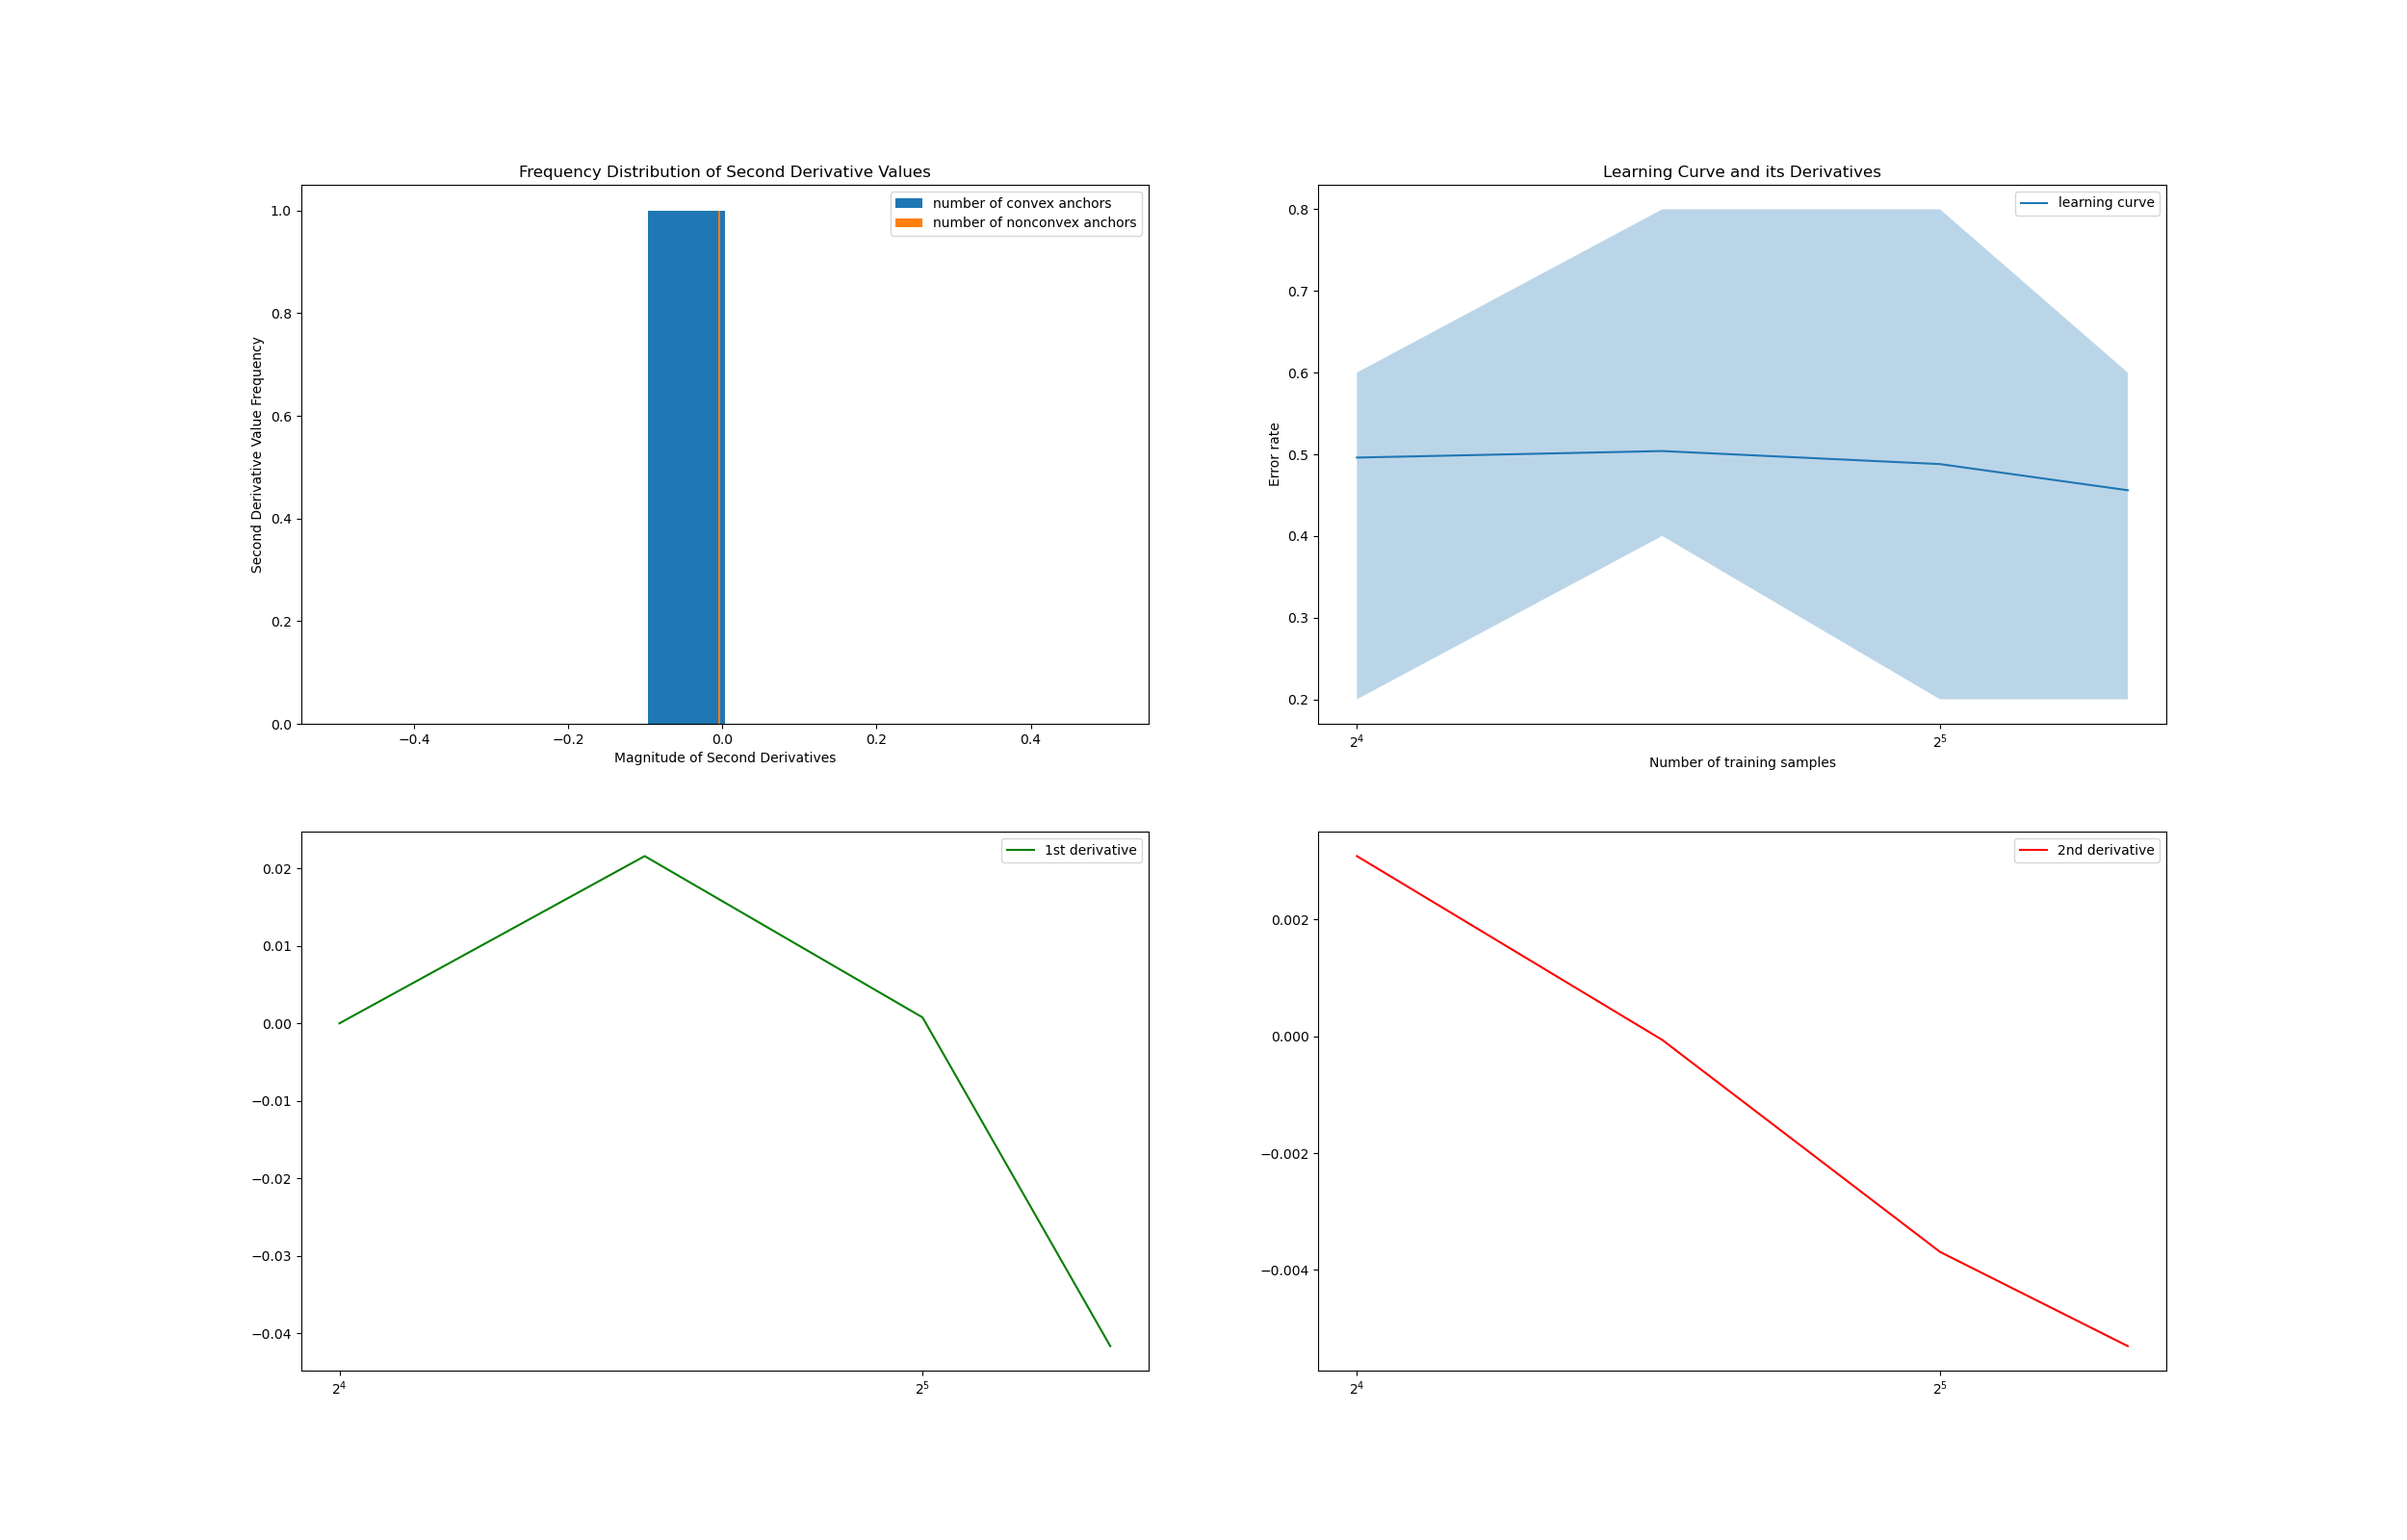 Frequency Distribution of Second Derivative Values
number of convex anchors
number of nonconvex anchors
1.0
0.8
0.6
0.4
0.2
0.0
Second Derivative Value Frequency
−0.4 −0.2 0.0 0.2 0.4
Magnitude of Second Derivatives
Learning Curve and its Derivatives
learning curve
0.8
0.7
0.6
0.5
0.4
0.3
0.2
Error rate
2⁴ 2⁵
Number of training samples
1st derivative
0.02
0.01
0.00
−0.01
−0.02
−0.03
−0.04
2⁴ 2⁵
2nd derivative
0.002
0.000
−0.002
−0.004
2⁴ 2⁵